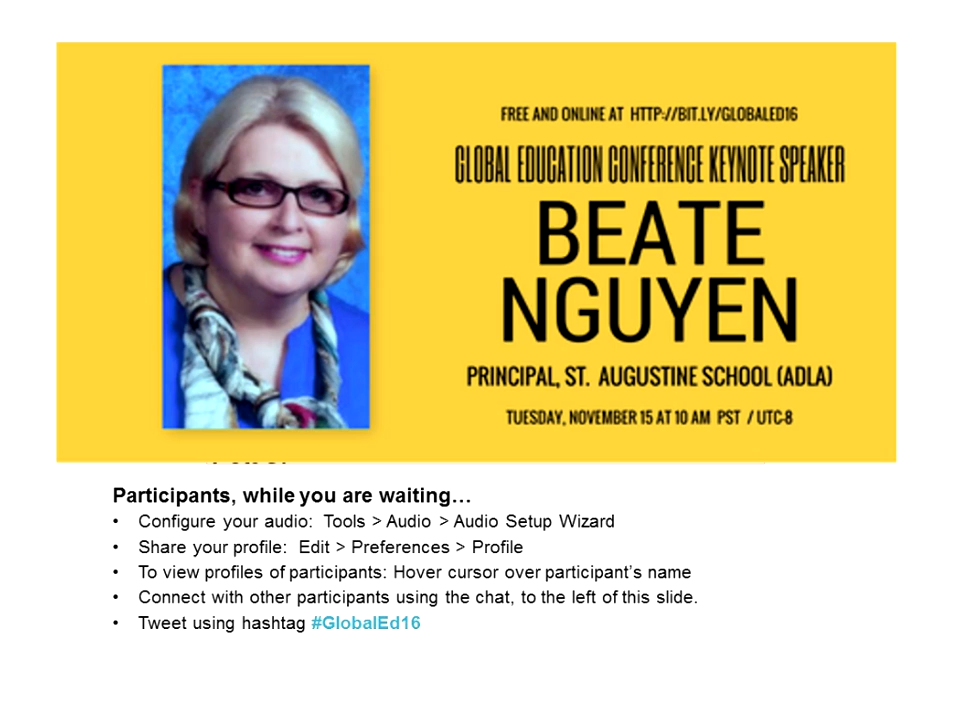 FREE AND ONLINE AT HTTP://BIT.LY/GLOBALED16
GLOBAL EDUCATION CONFERENCE KEYNOTE SPEAKER
BEATE
NGUYEN
PRINCIPAL, ST. AUGUSTINE SCHOOL (ADLA)
TUESDAY, NOVEMBER 15 AT 10 AM PST / UTC-8
Participants, while you are waiting…
• Configure your audio: Tools > Audio > Audio Setup Wizard
• Share your profile: Edit > Preferences > Profile
• To view profiles of participants: Hover cursor over participant’s name
• Connect with other participants using the chat, to the left of this slide.
• Tweet using hashtag #GlobalEd16